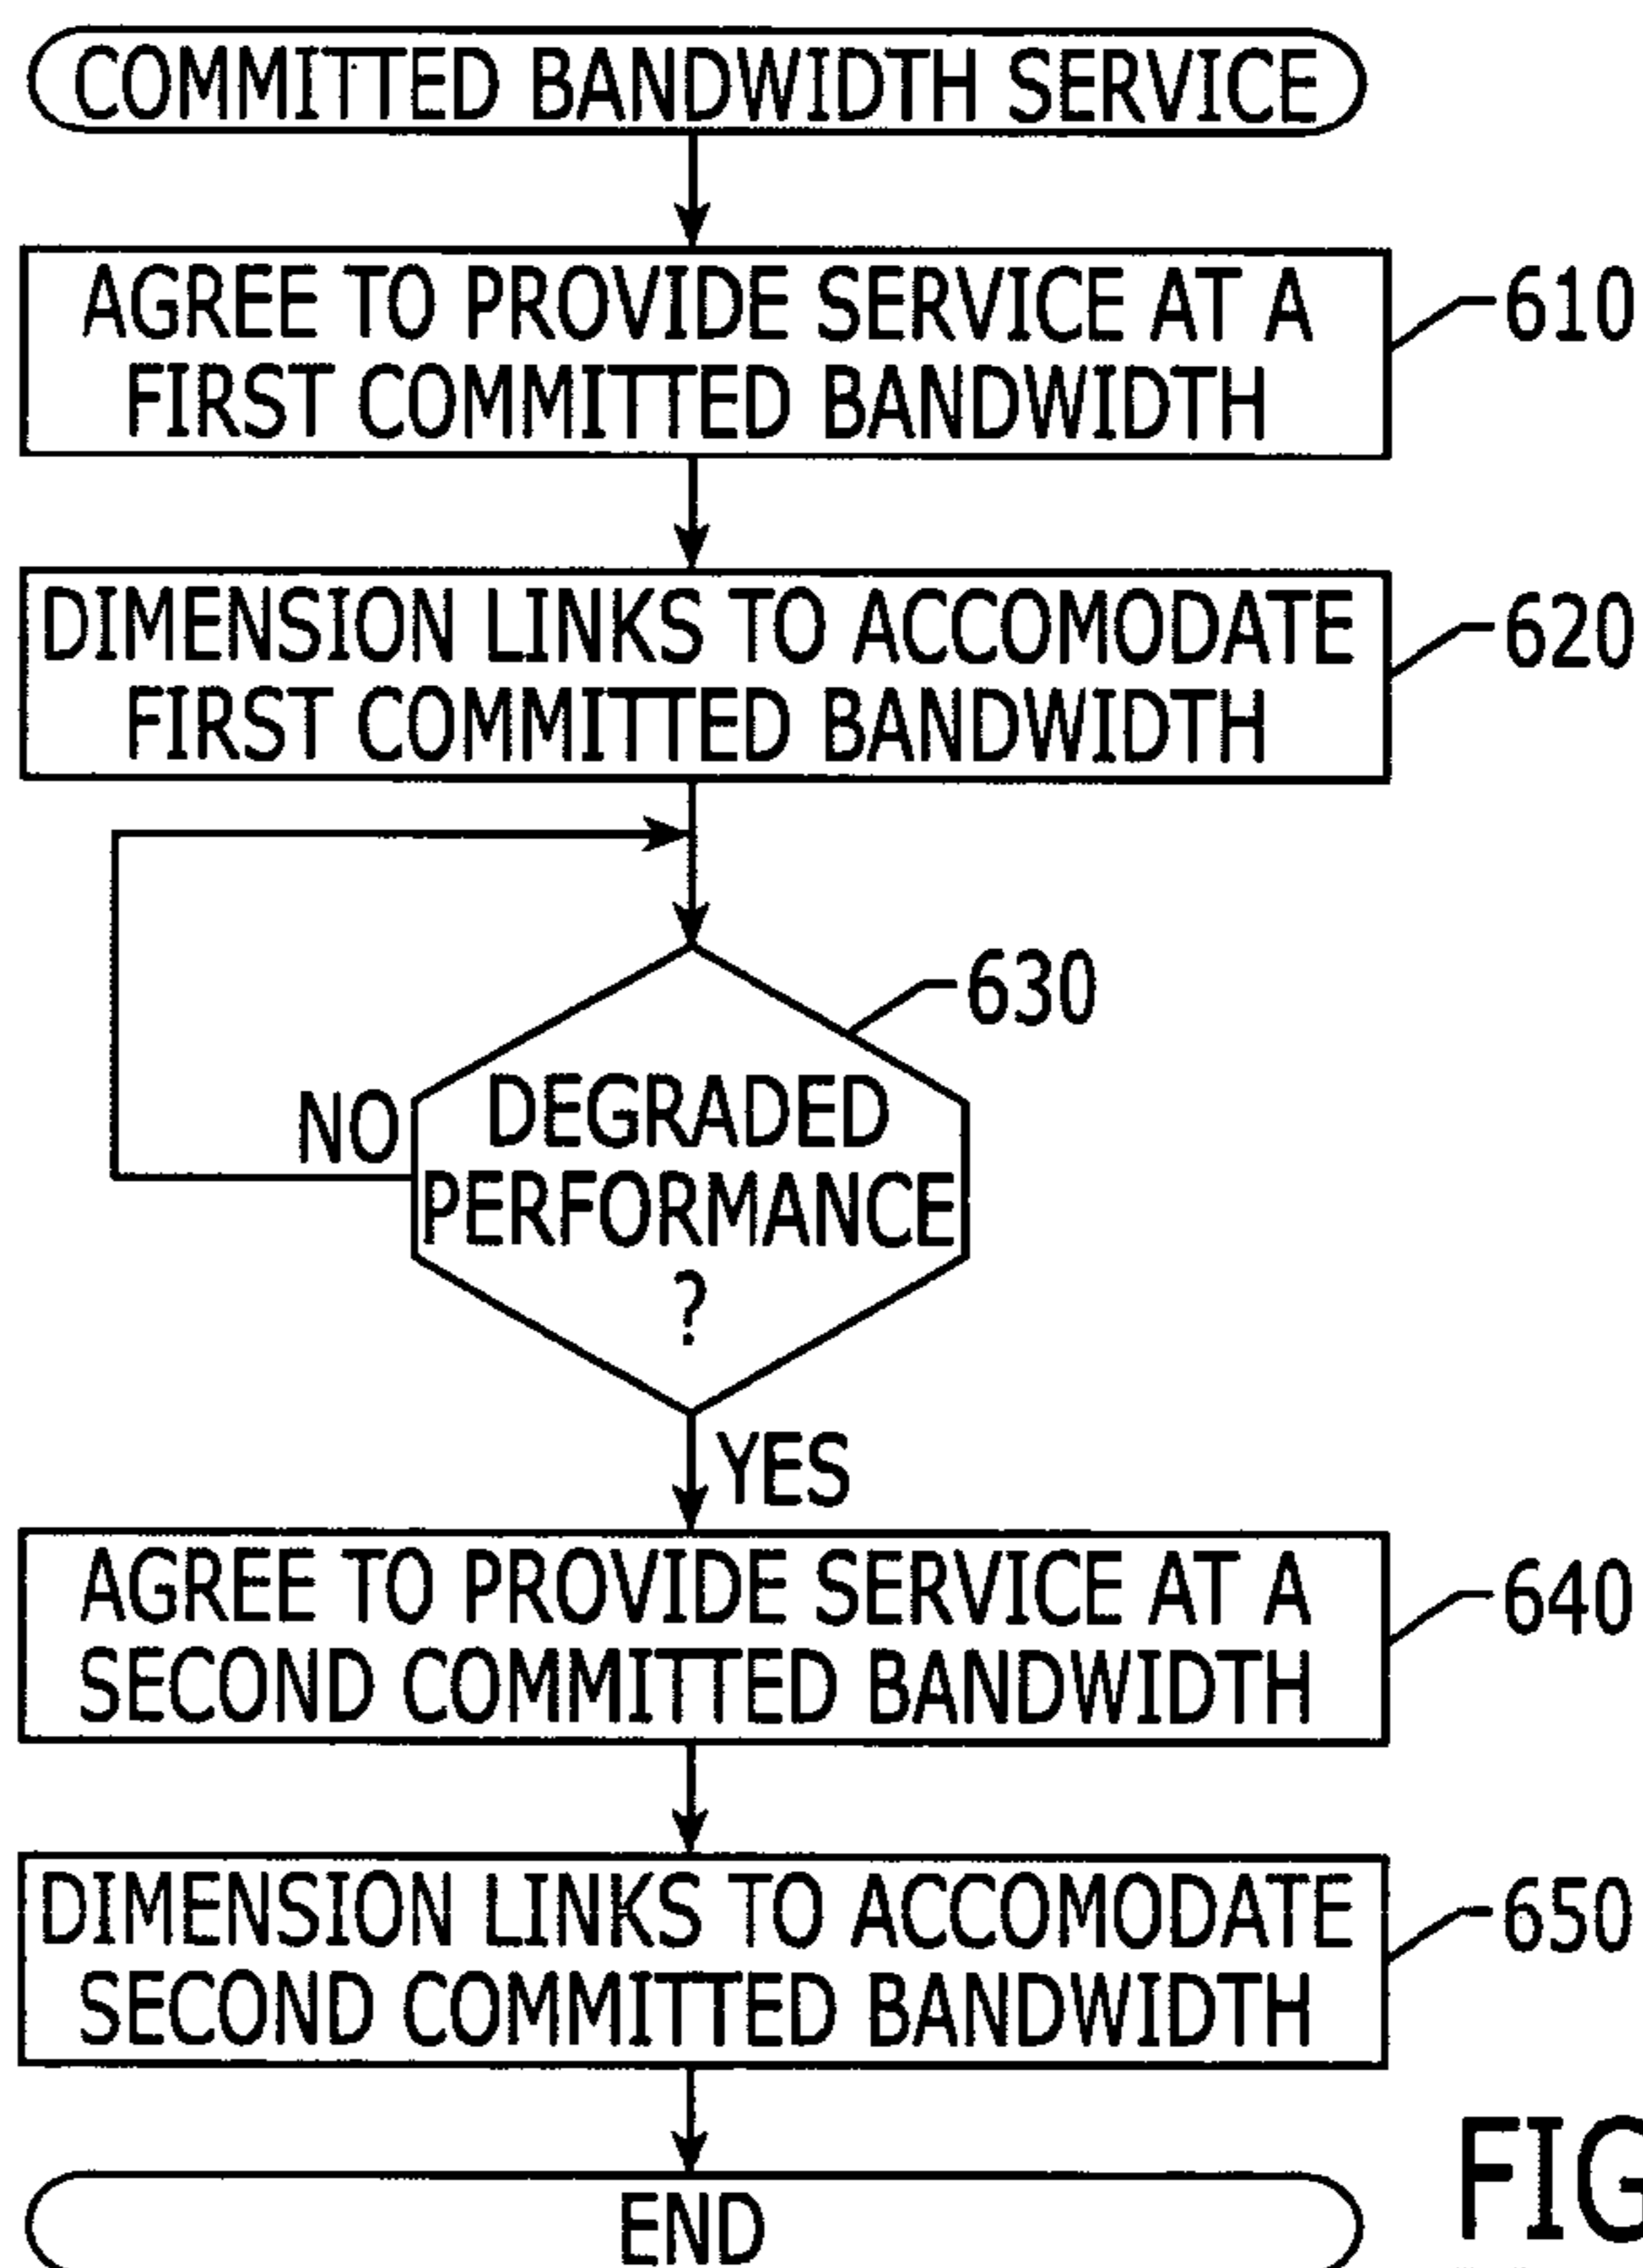 COMMITTED BANDWIDTH SERVICE
AGREE TO PROVIDE SERVICE AT A
FIRST COMMITTED BANDWIDTH
610
DIMENSION LINKS TO ACCOMODATE
FIRST COMMITTED BANDWIDTH
620
630
NO
DEGRADED
PERFORMANCE
?
YES
AGREE TO PROVIDE SERVICE AT A
SECOND COMMITTED BANDWIDTH
640
DIMENSION LINKS TO ACCOMODATE
SECOND COMMITTED BANDWIDTH
650
END
FIG